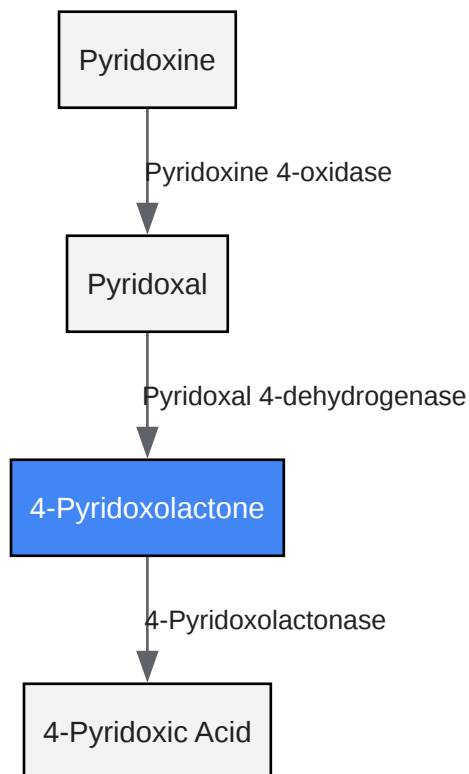 Pyridoxine
Pyridoxine 4-oxidase
Pyridoxal
Pyridoxal 4-dehydrogenase
4-Pyridoxolactone
4-Pyridoxolactonase
4-Pyridoxic Acid